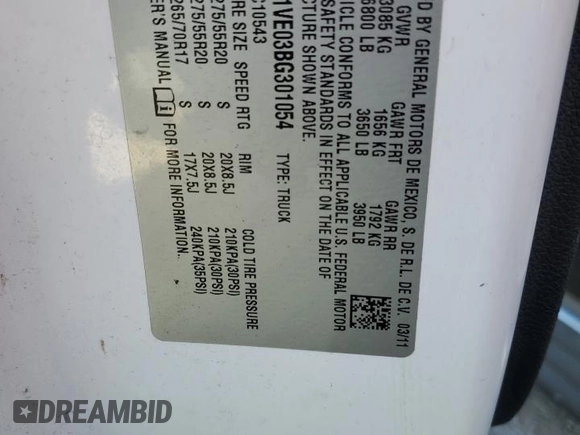 D BY GENERAL MOTORS DE MEXICO, S. DE R.L. DE C.V. 03/11
GVWR GAWR FRT GAWR RR
3085 KG 1656 KG 1792 KG
6800 LB 3650 LB 3950 LB
HICLE CONFORMS TO ALL APPLICABLE U.S. FEDERAL MOTOR
SAFETY STANDARDS IN EFFECT ON THE DATE OF
CTURE SHOWN ABOVE.
1VE03BG301054 TYPE: TRUCK
C10543
RE SIZE SPEED RTG RIM COLD TIRE PRESSURE
275/55R20 S 20X8.5J 210KPA(30PSI)
275/55R20 S 20X8.5J 210KPA(30PSI)
265/70R17 S 17X7.5J 240KPA(35PSI)
ER'S MANUAL FOR MORE INFORMATION.
DREAMBID